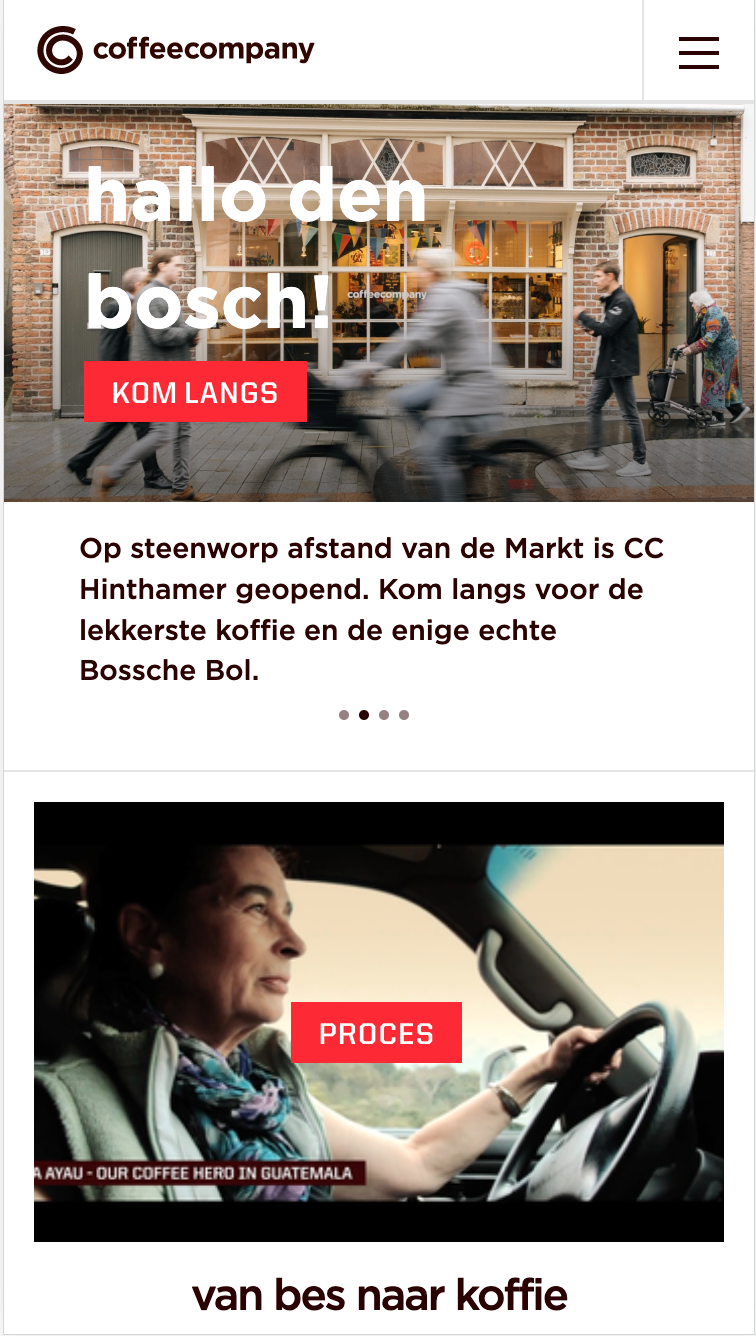 coffeecompany
hallo den
bosch!
coffeecompany
KOM LANGS
Op steenworp afstand van de Markt is CC
Hinthamer geopend. Kom langs voor de
lekkerste koffie en de enige echte
Bossche Bol.
PROCES
A AYAU - OUR COFFEE HERO IN GUATEMALA
van bes naar koffie